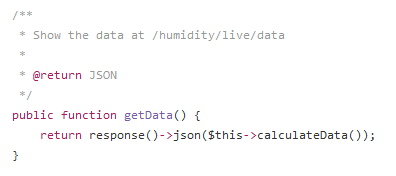 /**
 * Show the data at /humidity/live/data
 *
 * @return JSON
 */
public function getData() {
    return response()->json($this->calculateData());
}